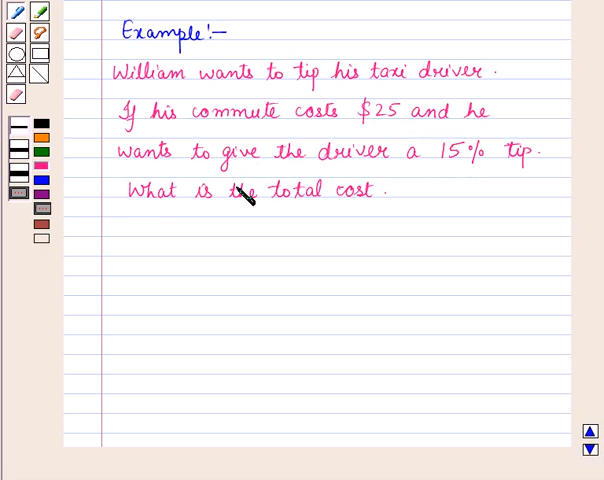 Example:-
William wants to tip his taxi driver.
If his commute costs $25 and he
wants to give the driver a 15% tip.
What is the total cost.